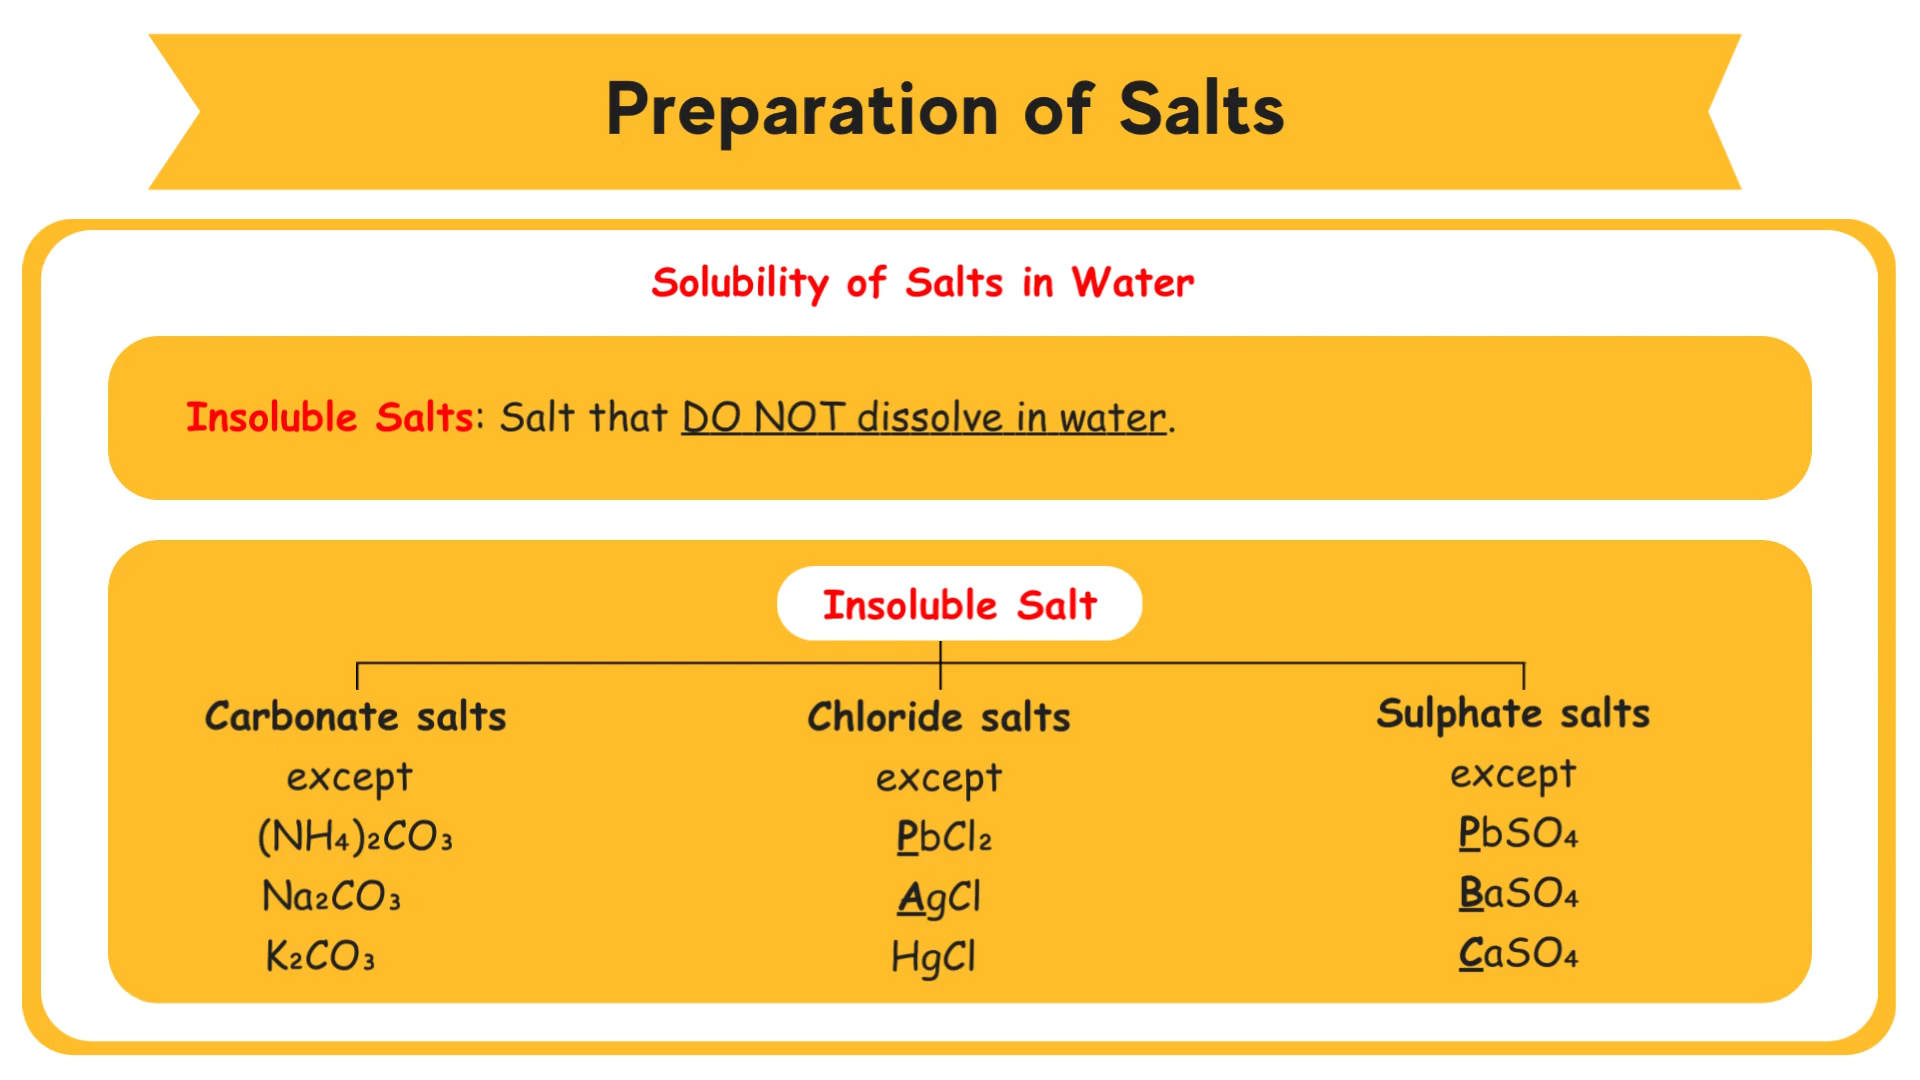 Preparation of Salts
Solubility of Salts in Water
Insoluble Salts: Salt that DO NOT dissolve in water.
Insoluble Salt
Carbonate salts
except
(NH₄)₂CO₃
Na₂CO₃
K₂CO₃
Chloride salts
except
PbCl₂
AgCl
HgCl
Sulphate salts
except
PbSO₄
BaSO₄
CaSO₄